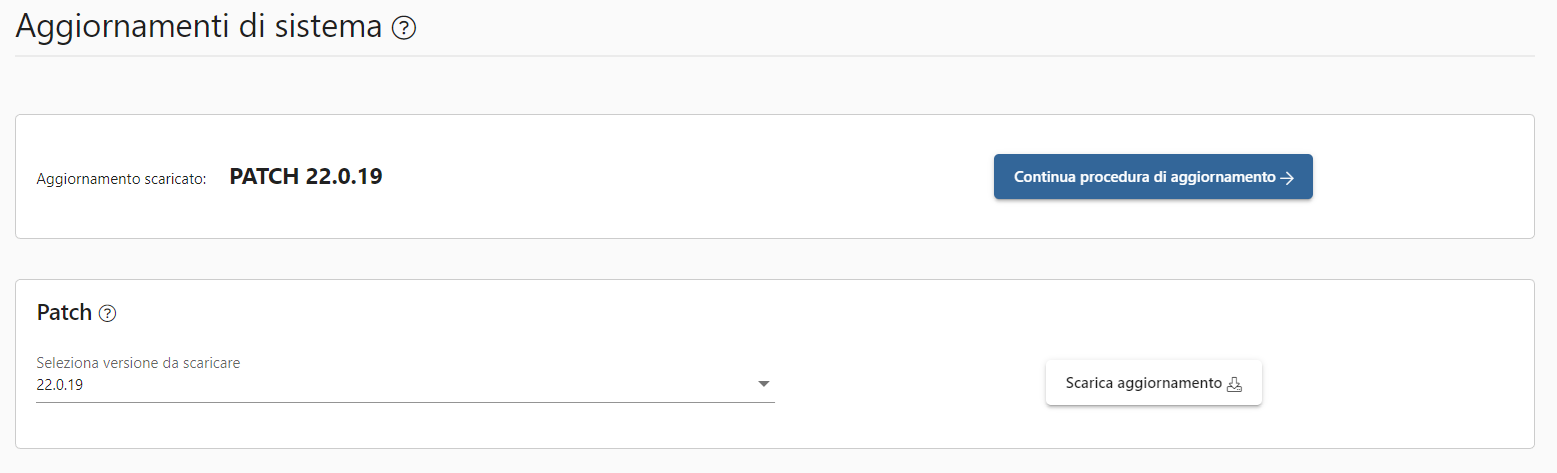 Aggiornamenti di sistema ?
Aggiornamento scaricato: PATCH 22.0.19
Continua procedura di aggiornamento →
Patch ?
Seleziona versione da scaricare
22.0.19
Scarica aggiornamento